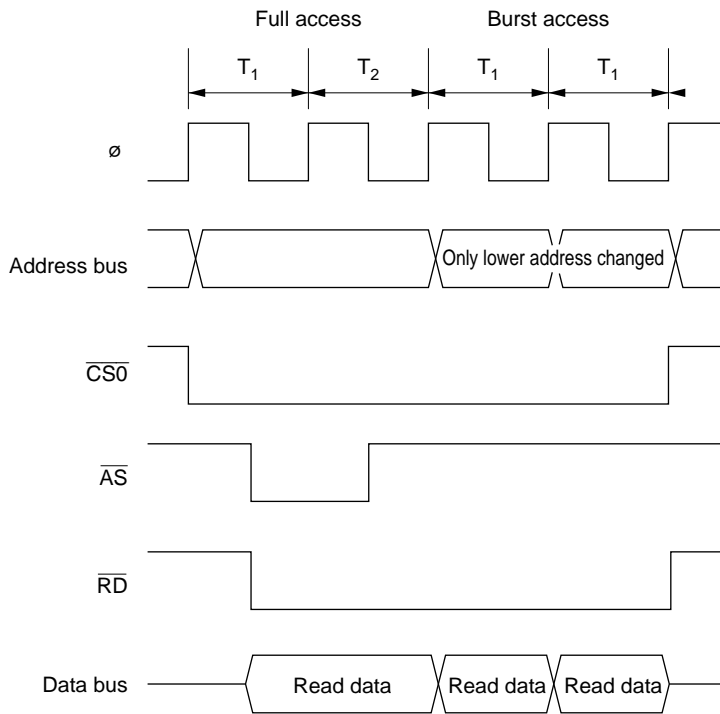 Full access Burst access
T1 T2 T1 T1
ø
Address bus
Only lower address changed
CS0
AS
RD
Data bus
Read data Read data Read data